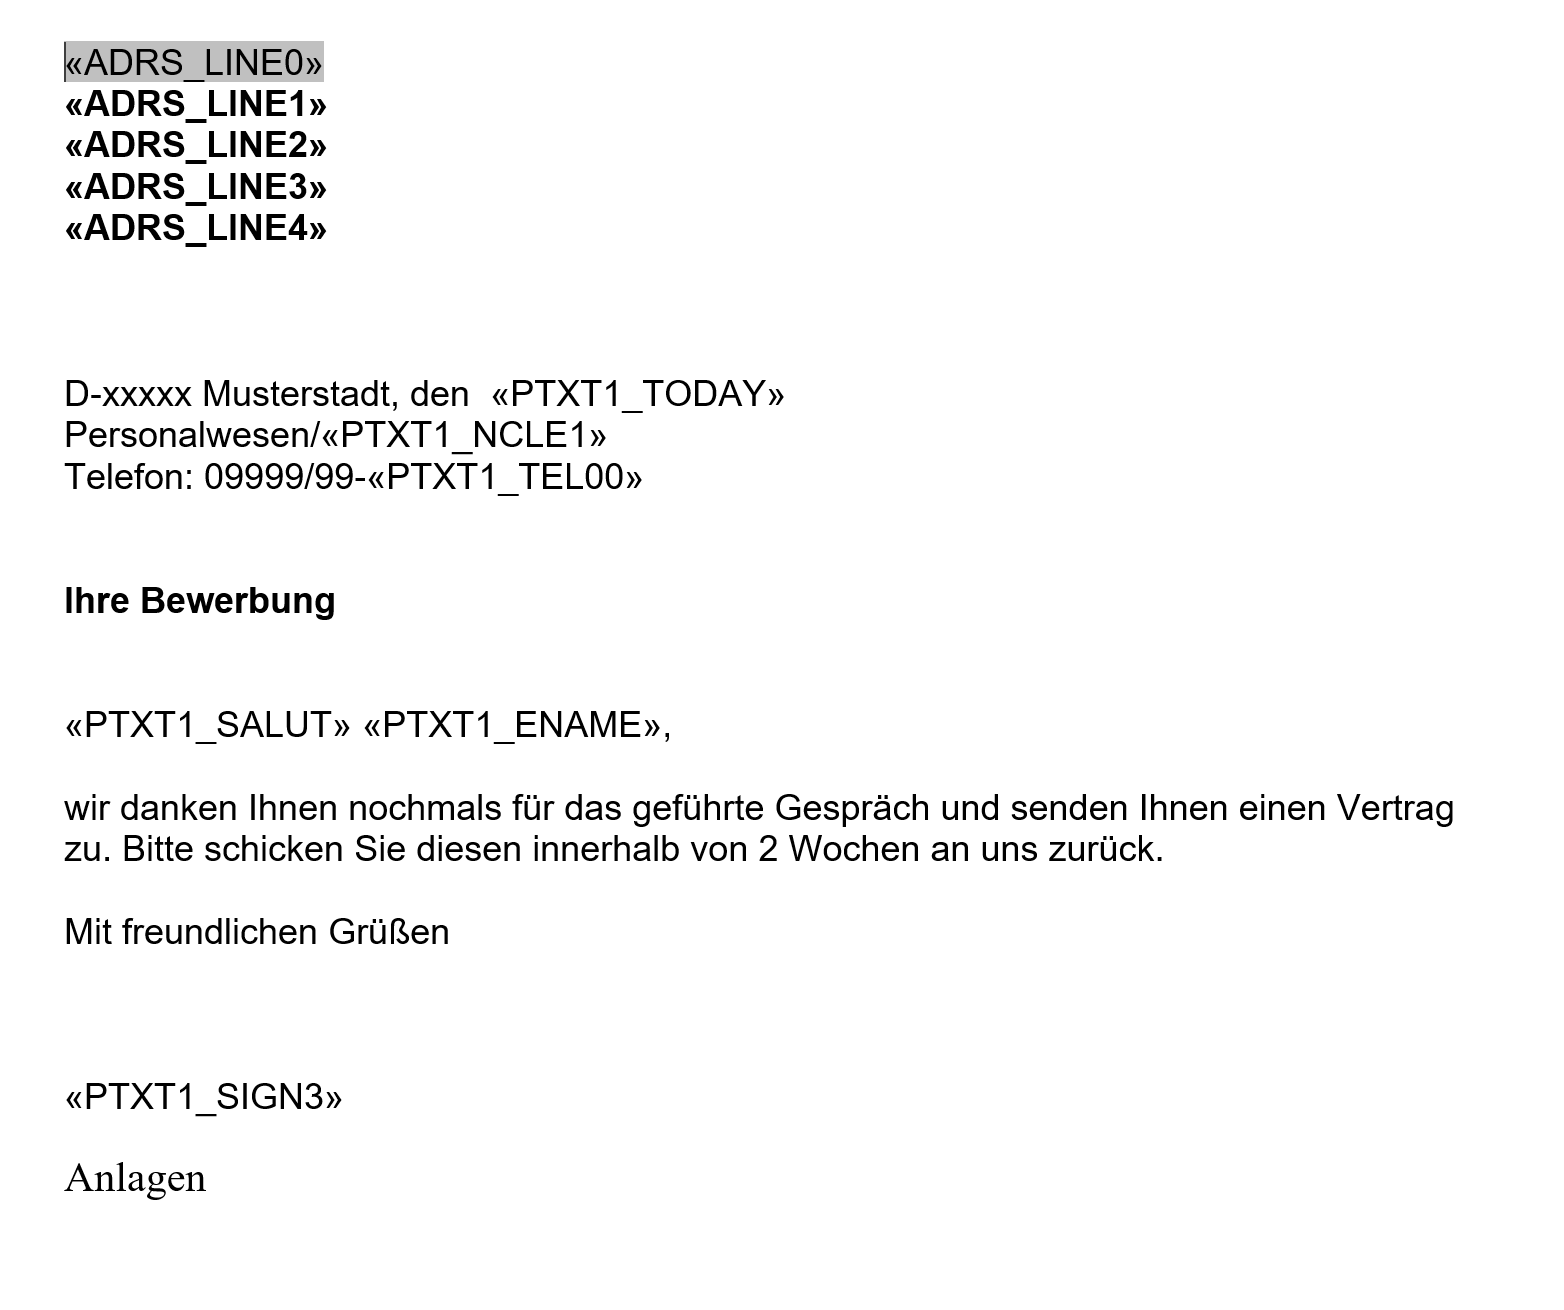 «ADRS_LINE0»
«ADRS_LINE1»
«ADRS_LINE2»
«ADRS_LINE3»
«ADRS_LINE4»
D-xxxxx Musterstadt, den  «PTXT1_TODAY»
Personalwesen/«PTXT1_NCLE1»
Telefon: 09999/99-«PTXT1_TEL00»
Ihre Bewerbung
«PTXT1_SALUT» «PTXT1_ENAME»,
wir danken Ihnen nochmals für das geführte Gespräch und senden Ihnen einen Vertrag
zu. Bitte schicken Sie diesen innerhalb von 2 Wochen an uns zurück.
Mit freundlichen Grüßen
«PTXT1_SIGN3»
Anlagen